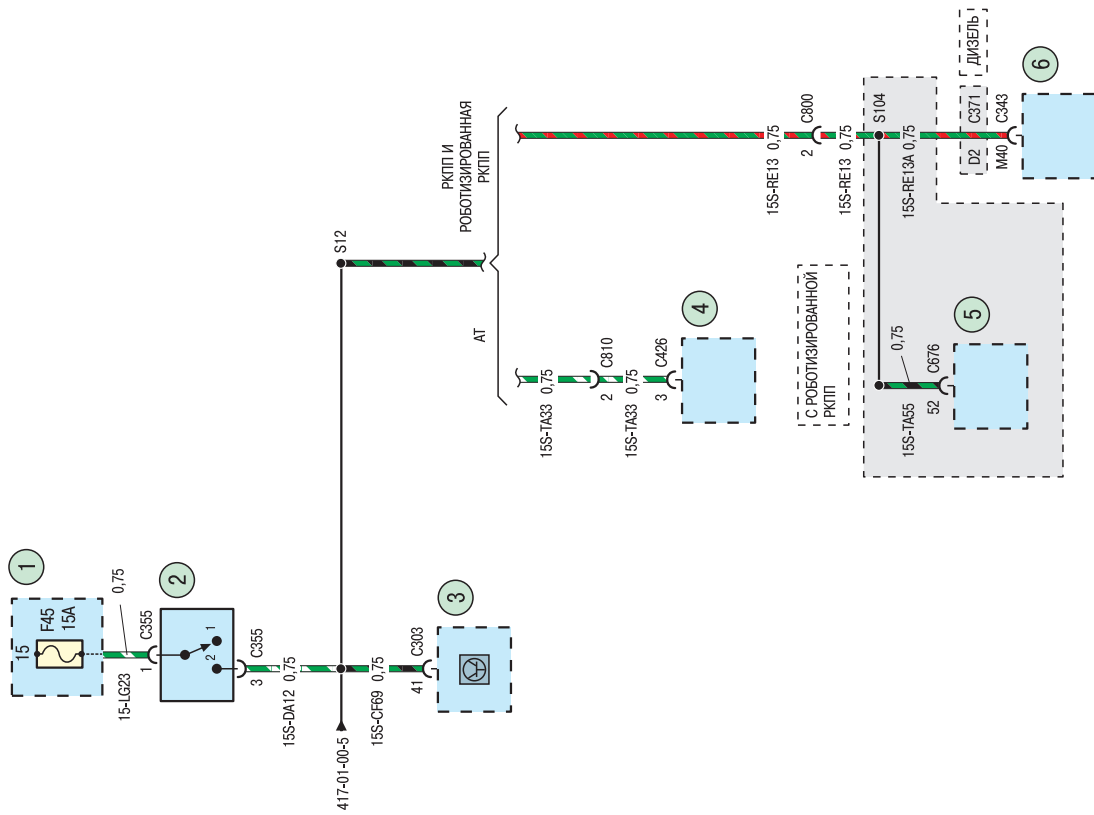 1
15
F45
15A
15-LG23
0,75
2
C355
1
2
1
3
C355
15S-DA12
0,75
417-01-00-5
15S-CF69
0,75
41
C303
3
S12
AT
РКПП И
РОБОТИЗИРОВАННАЯ
РКПП
15S-TA33
0,75
2
C810
15S-TA33
0,75
3
C426
4
15S-RE13
0,75
2
C800
15S-RE13
0,75
S104
15S-RE13A
0,75
D2
C371
ДИЗЕЛЬ
M40
C343
6
С РОБОТИЗИРОВАННОЙ
РКПП
15S-TA55
0,75
52
C676
5